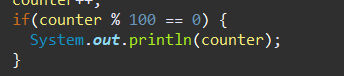 counter++;
if(counter % 100 == 0) {
System.out.println(counter);
}